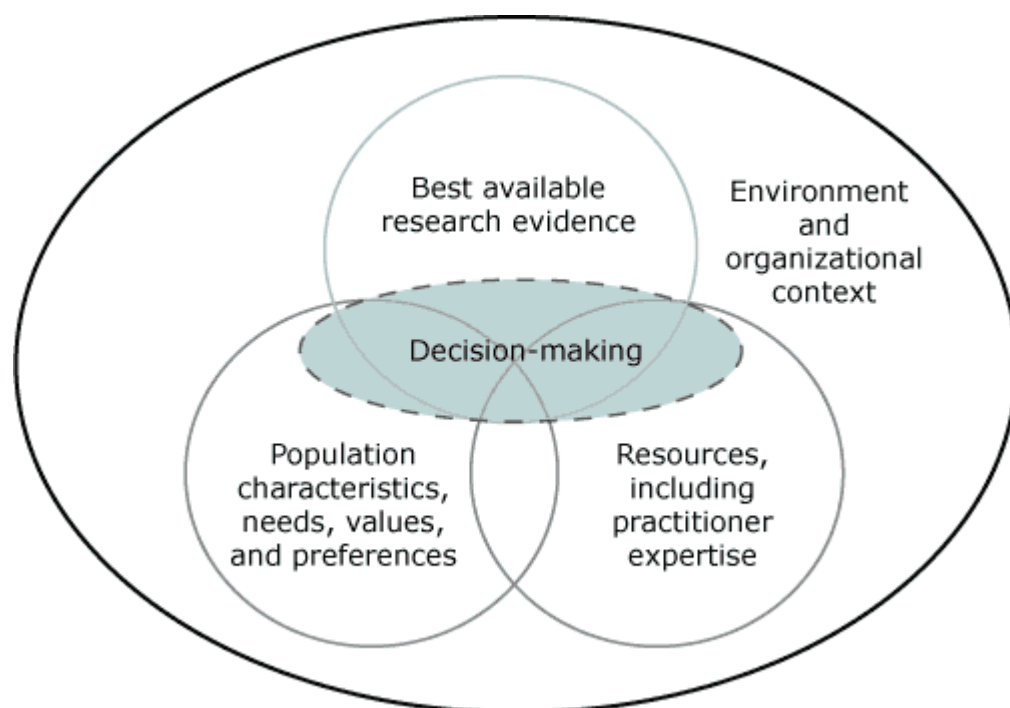 Best available
research evidence
Environment
and
organizational
context
Decision-making
Population
characteristics,
needs, values,
and preferences
Resources,
including
practitioner
expertise